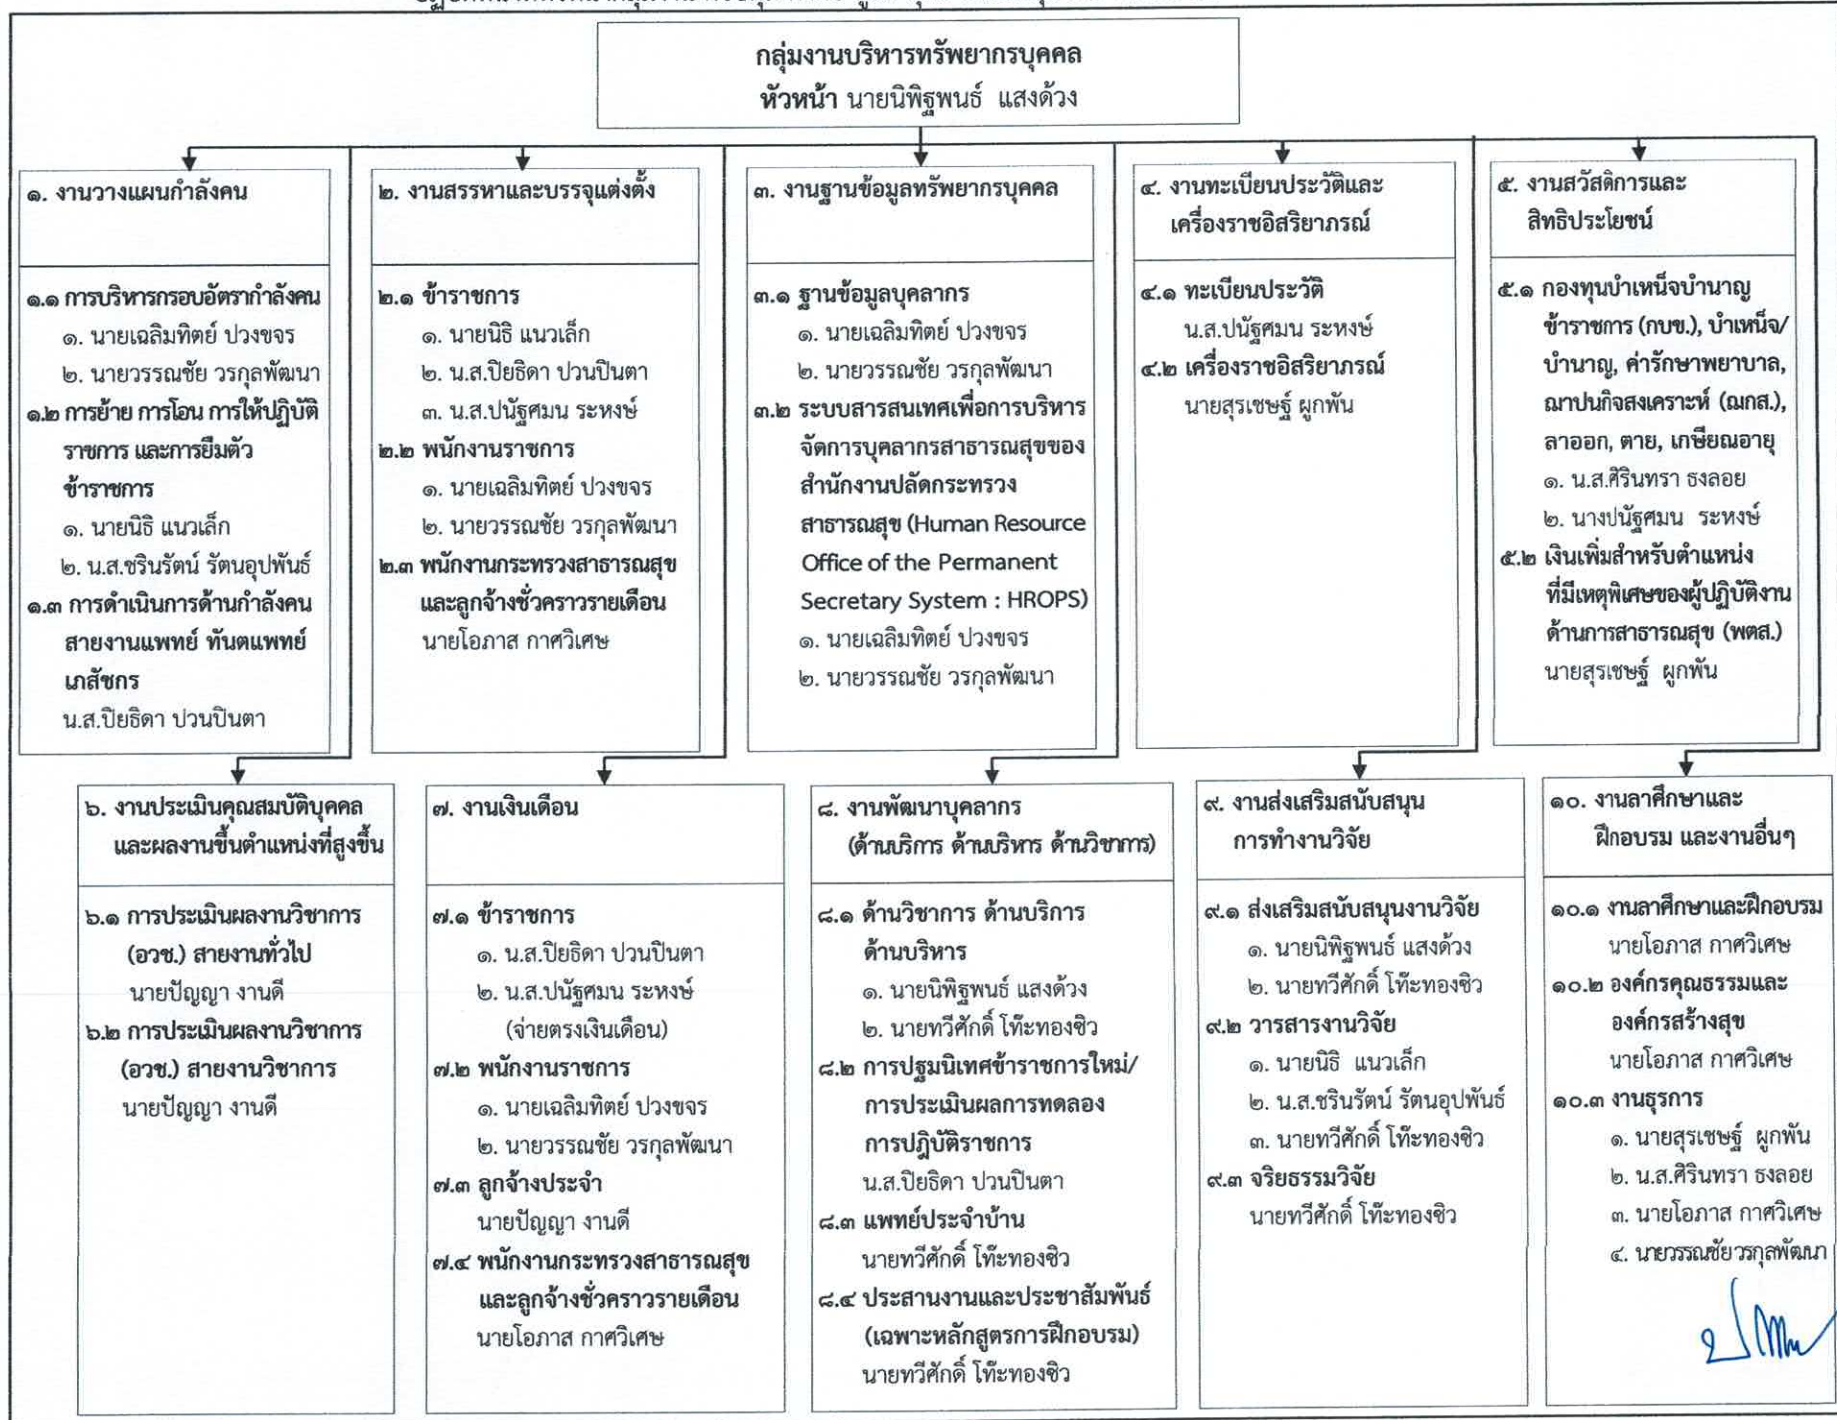 กลุ่มงานบริหารทรัพยากรบุคคล
หัวหน้า นายนิพิฐพนธ์ แสงด้วง
๑. งานวางแผนกำลังคน
๑.๑ การบริหารกรอบอัตรากำลังคน
๑. นายเฉลิมทิตย์ ปวงขจร
๒. นายวรรณชัย วรกุลพัฒนา
๑.๒ การย้าย การโอน การให้ปฏิบัติ
ราชการ และการยืมตัว
ข้าราชการ
๑. นายนิธิ แนวเล็ก
๒. น.ส.ชรินรัตน์ รัตนอุปพันธ์
๑.๓ การดำเนินการด้านกำลังคน
สายงานแพทย์ ทันตแพทย์
เภสัชกร
น.ส.ปิยธิดา ปวนปินตา
๒. งานสรรหาและบรรจุแต่งตั้ง
๒.๑ ข้าราชการ
๑. นายนิธิ แนวเล็ก
๒. น.ส.ปิยธิดา ปวนปินตา
๓. น.ส.ปนัฐศมน ระหงษ์
๒.๒ พนักงานราชการ
๑. นายเฉลิมทิตย์ ปวงขจร
๒. นายวรรณชัย วรกุลพัฒนา
๒.๓ พนักงานกระทรวงสาธารณสุข
และลูกจ้างชั่วคราวรายเดือน
นายโอภาส กาศวิเศษ
๓. งานฐานข้อมูลทรัพยากรบุคคล
๓.๑ ฐานข้อมูลบุคลากร
๑. นายเฉลิมทิตย์ ปวงขจร
๒. นายวรรณชัย วรกุลพัฒนา
๓.๒ ระบบสารสนเทศเพื่อการบริหาร
จัดการบุคลากรสาธารณสุขของ
สำนักงานปลัดกระทรวง
สาธารณสุข (Human Resource
Office of the Permanent
Secretary System : HROPS)
๑. นายเฉลิมทิตย์ ปวงขจร
๒. นายวรรณชัย วรกุลพัฒนา
๔. งานทะเบียนประวัติและ
เครื่องราชอิสริยาภรณ์
๔.๑ ทะเบียนประวัติ
น.ส.ปนัฐศมน ระหงษ์
๔.๒ เครื่องราชอิสริยาภรณ์
นายสุรเชษฐ์ ผูกพัน
๕. งานสวัสดิการและ
สิทธิประโยชน์
๕.๑ กองทุนบำเหน็จบำนาญ
ข้าราชการ (กบข.), บำเหน็จ/
บำนาญ, ค่ารักษาพยาบาล,
ฌาปนกิจสงเคราะห์ (ฌกส.),
ลาออก, ตาย, เกษียณอายุ
๑. น.ส.ศิรินทรา ธงลอย
๒. นางปนัฐศมน ระหงษ์
๕.๒ เงินเพิ่มสำหรับตำแหน่ง
ที่มีเหตุพิเศษของผู้ปฏิบัติงาน
ด้านการสาธารณสุข (พตส.)
นายสุรเชษฐ์ ผูกพัน
๖. งานประเมินคุณสมบัติบุคคล
และผลงานขึ้นตำแหน่งที่สูงขึ้น
๖.๑ การประเมินผลงานวิชาการ
(อวช.) สายงานทั่วไป
นายปัญญา งานดี
๖.๒ การประเมินผลงานวิชาการ
(อวช.) สายงานวิชาการ
นายปัญญา งานดี
๗. งานเงินเดือน
๗.๑ ข้าราชการ
๑. น.ส.ปิยธิดา ปวนปินตา
๒. น.ส.ปนัฐศมน ระหงษ์
(จ่ายตรงเงินเดือน)
๗.๒ พนักงานราชการ
๑. นายเฉลิมทิตย์ ปวงขจร
๒. นายวรรณชัย วรกุลพัฒนา
๗.๓ ลูกจ้างประจำ
นายปัญญา งานดี
๗.๔ พนักงานกระทรวงสาธารณสุข
และลูกจ้างชั่วคราวรายเดือน
นายโอภาส กาศวิเศษ
๘. งานพัฒนาบุคลากร
(ด้านบริการ ด้านบริหาร ด้านวิชาการ)
๘.๑ ด้านวิชาการ ด้านบริการ
ด้านบริหาร
๑. นายนิพิฐพนธ์ แสงด้วง
๒. นายทวีศักดิ์ โท๊ะทองซิว
๘.๒ การปฐมนิเทศข้าราชการใหม่/
การประเมินผลการทดลอง
การปฏิบัติราชการ
น.ส.ปิยธิดา ปวนปินตา
๘.๓ แพทย์ประจำบ้าน
นายทวีศักดิ์ โท๊ะทองซิว
๘.๔ ประสานงานและประชาสัมพันธ์
(เฉพาะหลักสูตรการฝึกอบรม)
นายทวีศักดิ์ โท๊ะทองซิว
๙. งานส่งเสริมสนับสนุน
การทำงานวิจัย
๙.๑ ส่งเสริมสนับสนุนงานวิจัย
๑. นายนิพิฐพนธ์ แสงด้วง
๒. นายทวีศักดิ์ โท๊ะทองซิว
๙.๒ วารสารงานวิจัย
๑. นายนิธิ แนวเล็ก
๒. น.ส.ชรินรัตน์ รัตนอุปพันธ์
๓. นายทวีศักดิ์ โท๊ะทองซิว
๙.๓ จริยธรรมวิจัย
นายทวีศักดิ์ โท๊ะทองซิว
๑๐. งานลาศึกษาและ
ฝึกอบรม และงานอื่นๆ
๑๐.๑ งานลาศึกษาและฝึกอบรม
นายโอภาส กาศวิเศษ
๑๐.๒ องค์กรคุณธรรมและ
องค์กรสร้างสุข
นายโอภาส กาศวิเศษ
๑๐.๓ งานธุรการ
๑. นายสุรเชษฐ์ ผูกพัน
๒. น.ส.ศิรินทรา ธงลอย
๓. นายโอภาส กาศวิเศษ
๔. นายวรรณชัย วรกุลพัฒนา